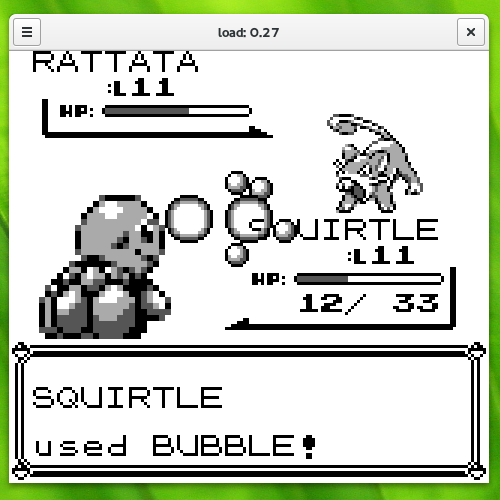 load: 0.27
RATTATA
:L11
HP:
SQUIRTLE
:L11
HP:
12/ 33
SQUIRTLE
used BUBBLE!